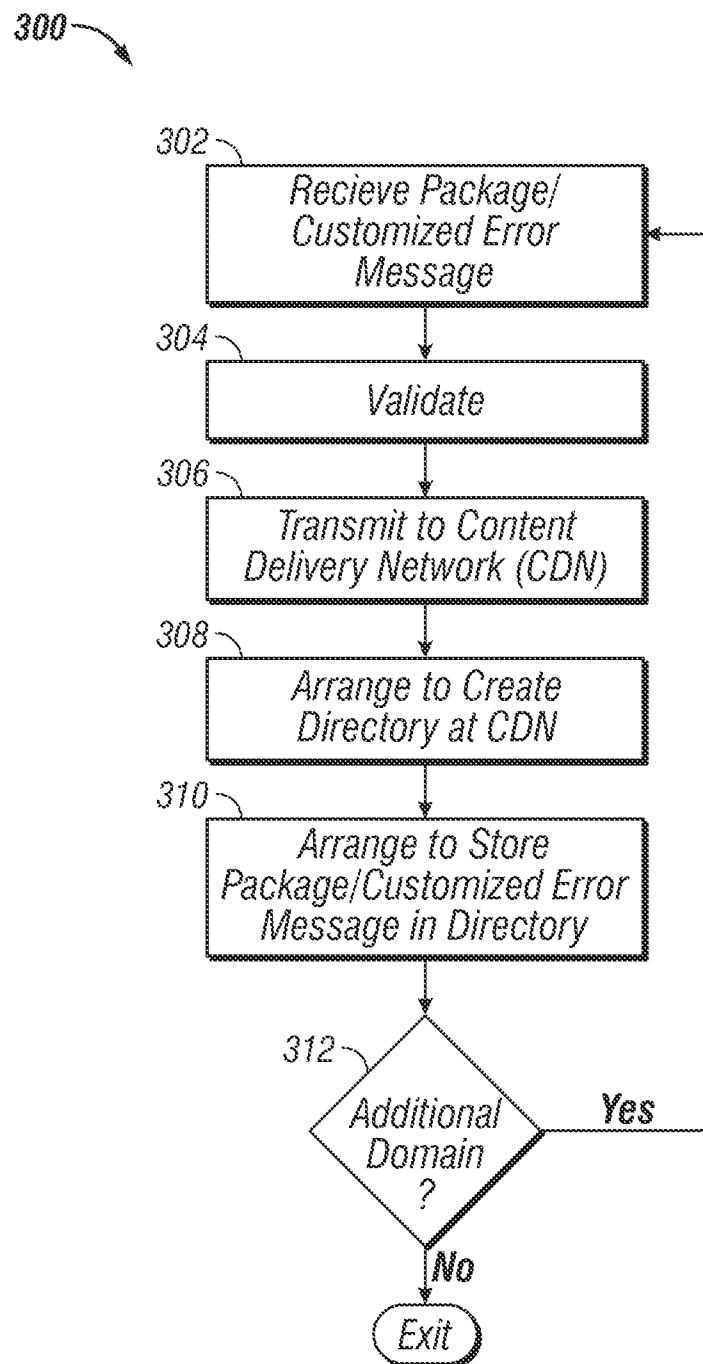 300
302
Recieve Package/
Customized Error
Message
304
Validate
306
Transmit to Content
Delivery Network (CDN)
308
Arrange to Create
Directory at CDN
310
Arrange to Store
Package/Customized Error
Message in Directory
312
Additional
Domain
?
Yes
No
Exit